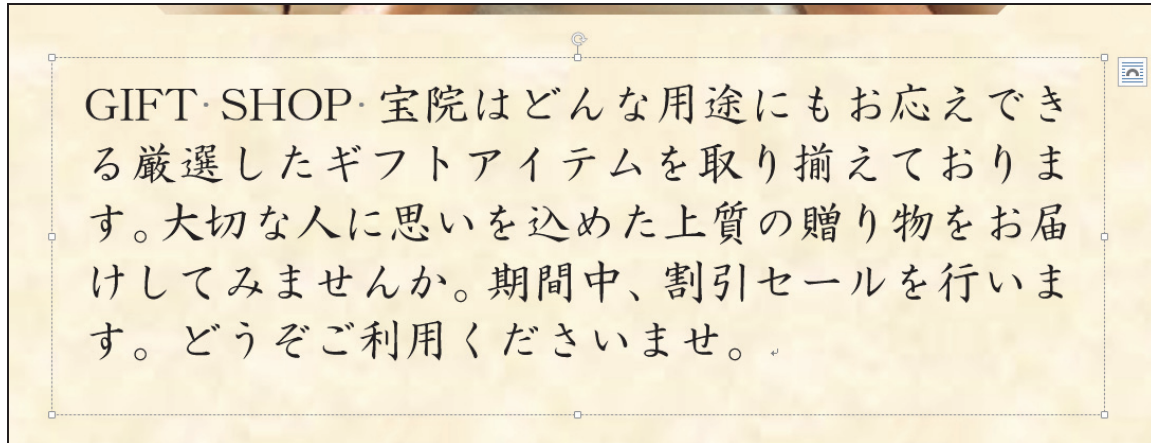 GIFT SHOP 宝院はどんな用途にもお応えでき
る厳選したギフトアイテムを取り揃えておりま
す。大切な人に思いを込めた上質の贈り物をお届
けしてみませんか。期間中、割引セールを行いま
す。どうぞご利用くださいませ。